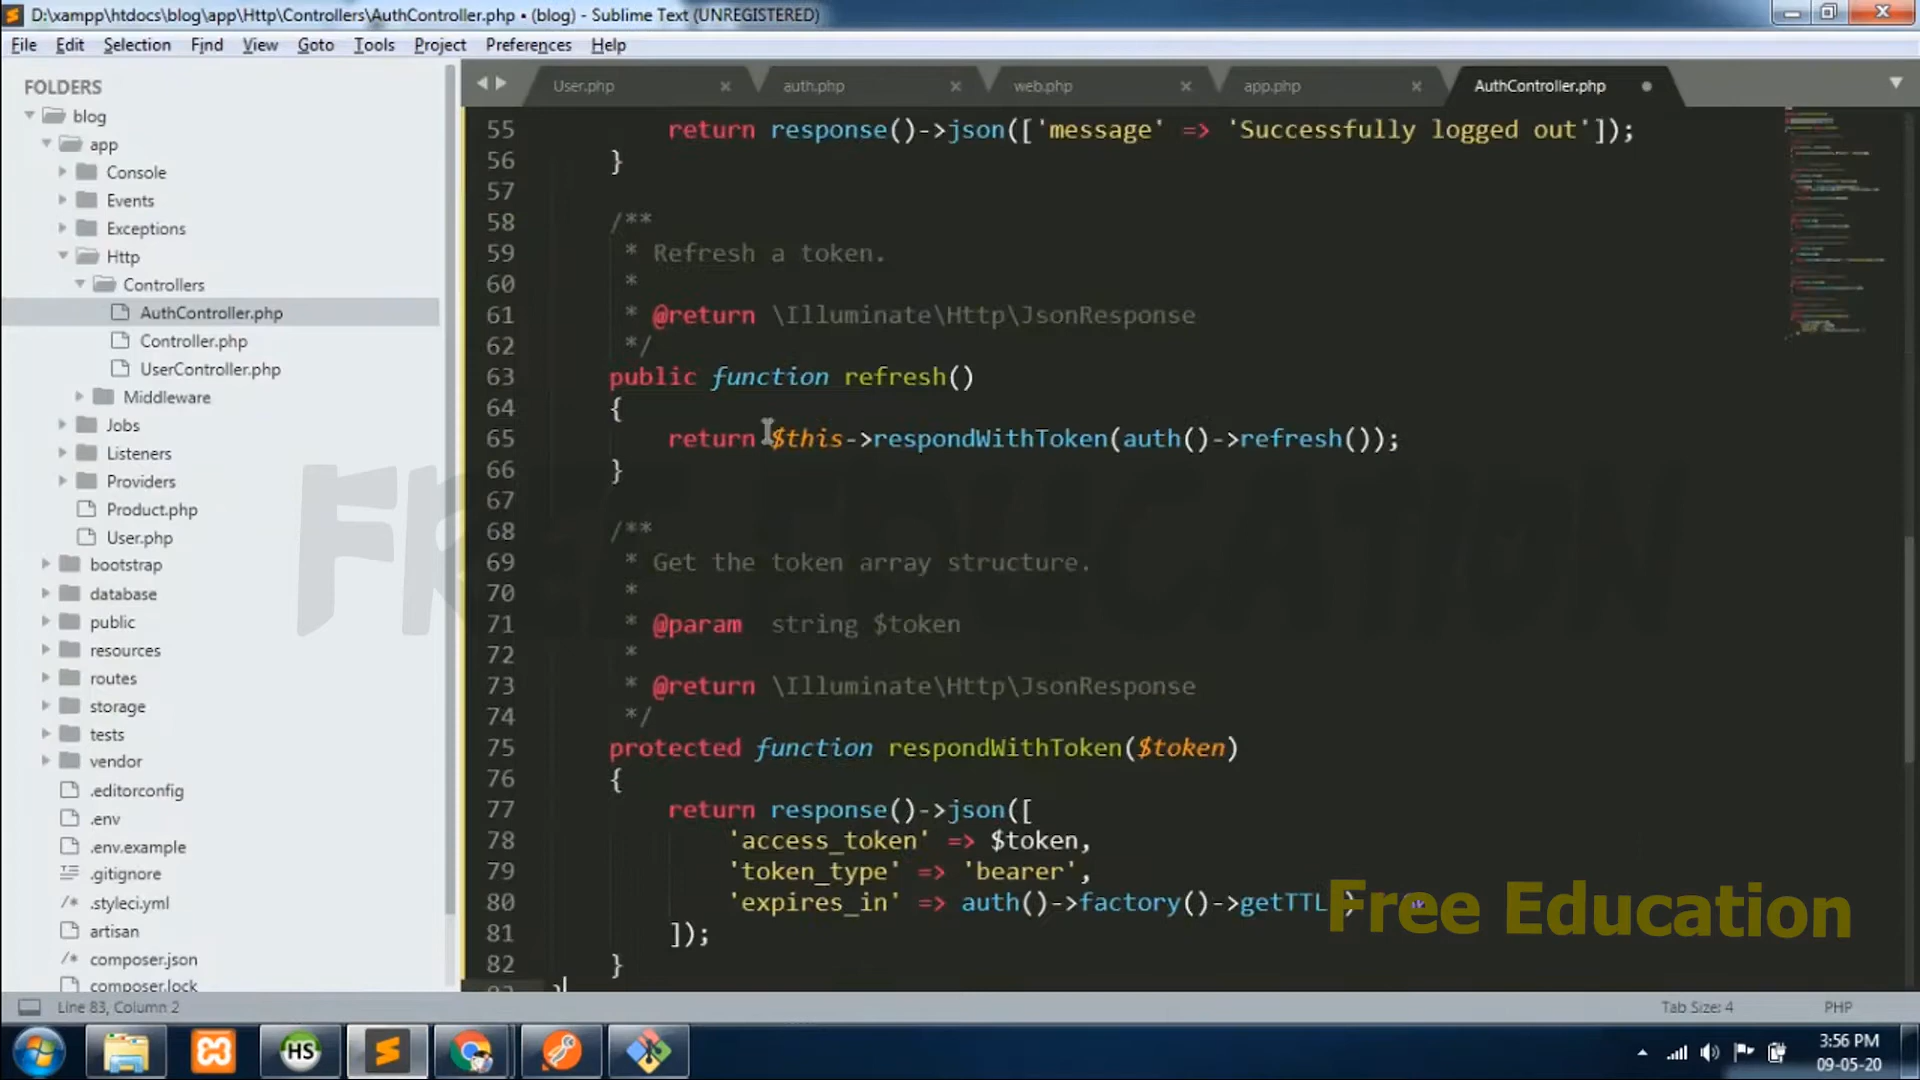 D:\xampp\htdocs\blog\app\Http\Controllers\AuthController.php • (blog) - Sublime Text (UNREGISTERED)
File Edit Selection Find View Goto Tools Project Preferences Help
FOLDERS
blog
app
Console
Events
Exceptions
Http
Controllers
AuthController.php
Controller.php
UserController.php
Middleware
Jobs
Listeners
Providers
Product.php
User.php
bootstrap
database
public
resources
routes
storage
tests
vendor
.editorconfig
.env
.env.example
.gitignore
.styleci.yml
artisan
composer.json
composer.lock
User.php auth.php web.php app.php AuthController.php
55 return response()->json(['message' => 'Successfully logged out']);
56 }
57
58 /**
59 * Refresh a token.
60 *
61 * @return \Illuminate\Http\JsonResponse
62 */
63 public function refresh()
64 {
65 return $this->respondWithToken(auth()->refresh());
66 }
67
68 /**
69 * Get the token array structure.
70 *
71 * @param string $token
72 *
73 * @return \Illuminate\Http\JsonResponse
74 */
75 protected function respondWithToken($token)
76 {
77 return response()->json([
78 'access_token' => $token,
79 'token_type' => 'bearer',
80 'expires_in' => auth()->factory()->getTTL
81 ]);
82 }
83 }
FREE EDUCATION
Free Education
Line 83, Column 2
Tab Size: 4 PHP
HS
3:56 PM
09-05-20